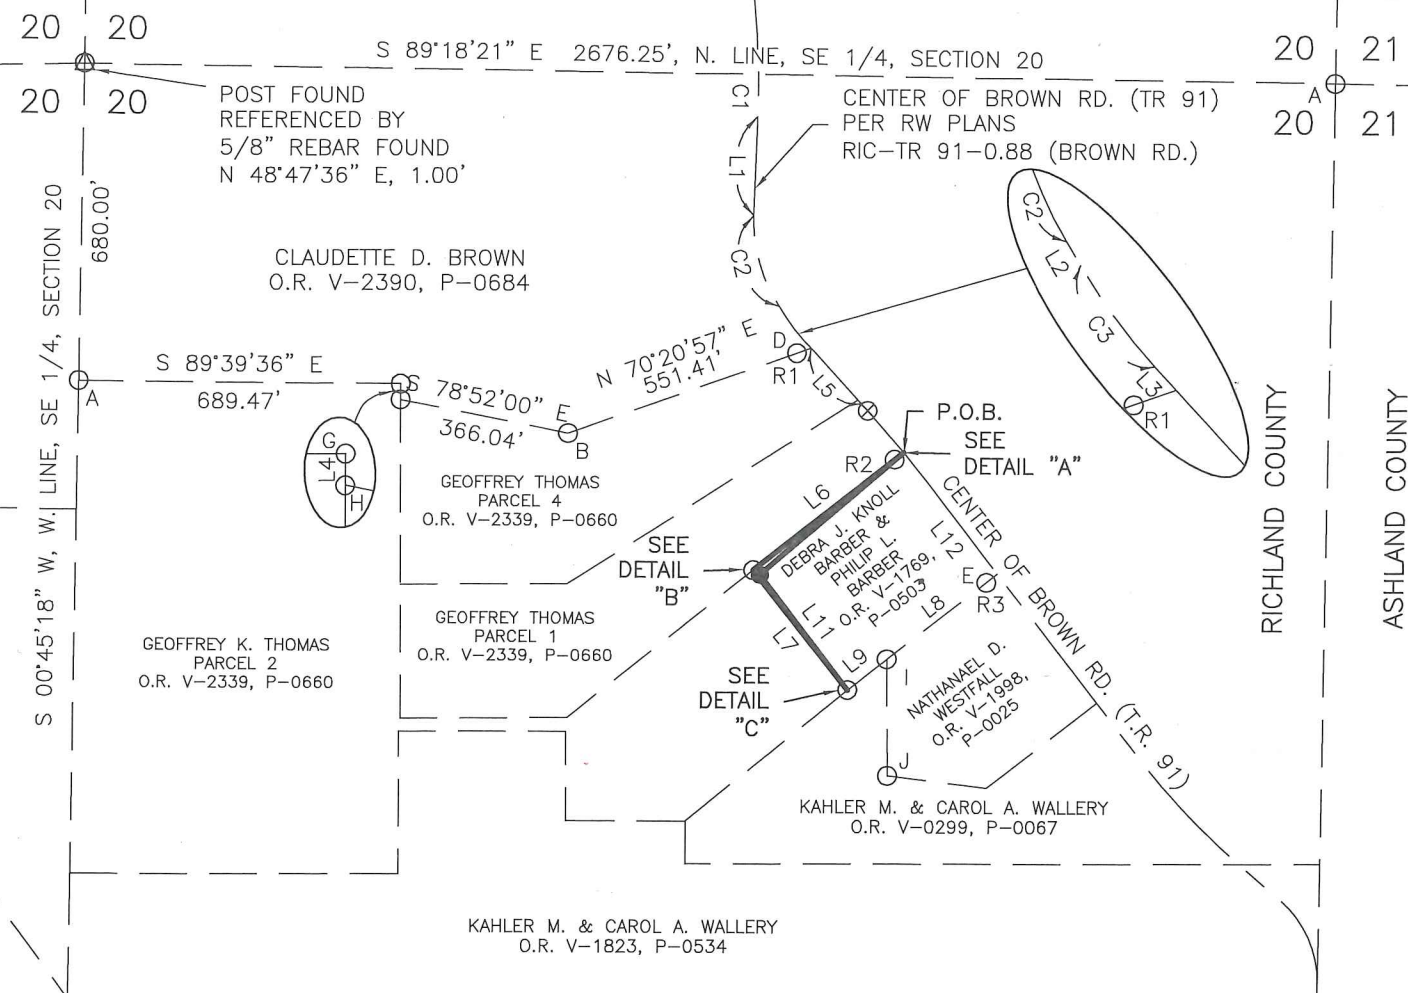 20 20
20 20
S 89°18'21" E 2676.25', N. LINE, SE 1/4, SECTION 20
20 21
20 21
A
POST FOUND
REFERENCED BY
5/8" REBAR FOUND
N 48°47'36" E, 1.00'
CENTER OF BROWN RD. (TR 91)
PER RW PLANS
RIC-TR 91-0.88 (BROWN RD.)
C1
L1
C2
C2
L2
C3
L3
R1
680.00'
S 00°45'18" W, W. LINE, SE 1/4, SECTION 20
CLAUDETTE D. BROWN
O.R. V-2390, P-0684
S 89°39'36" E
689.47'
A
S 78°52'00" E
366.04'
B
N 70°20'57" E
551.41'
D
R1
L5
G
L4
H
P.O.B.
SEE
DETAIL "A"
R2
L6
GEOFFREY THOMAS
PARCEL 4
O.R. V-2339, P-0660
SEE
DETAIL
"B"
DEBRA J. KNOLL
BARBER &
PHILIP L.
BARBER
O.R. V-1769,
P-0503
L12
CENTER OF BROWN RD. (T.R. 91)
E
R3
L8
L11
L7
L9
GEOFFREY THOMAS
PARCEL 1
O.R. V-2339, P-0660
GEOFFREY K. THOMAS
PARCEL 2
O.R. V-2339, P-0660
SEE
DETAIL
"C"
I
NATHANAEL D.
WESTFALL
O.R. V-1998,
P-0025
J
KAHLER M. & CAROL A. WALLERY
O.R. V-0299, P-0067
KAHLER M. & CAROL A. WALLERY
O.R. V-1823, P-0534
RICHLAND COUNTY
ASHLAND COUNTY